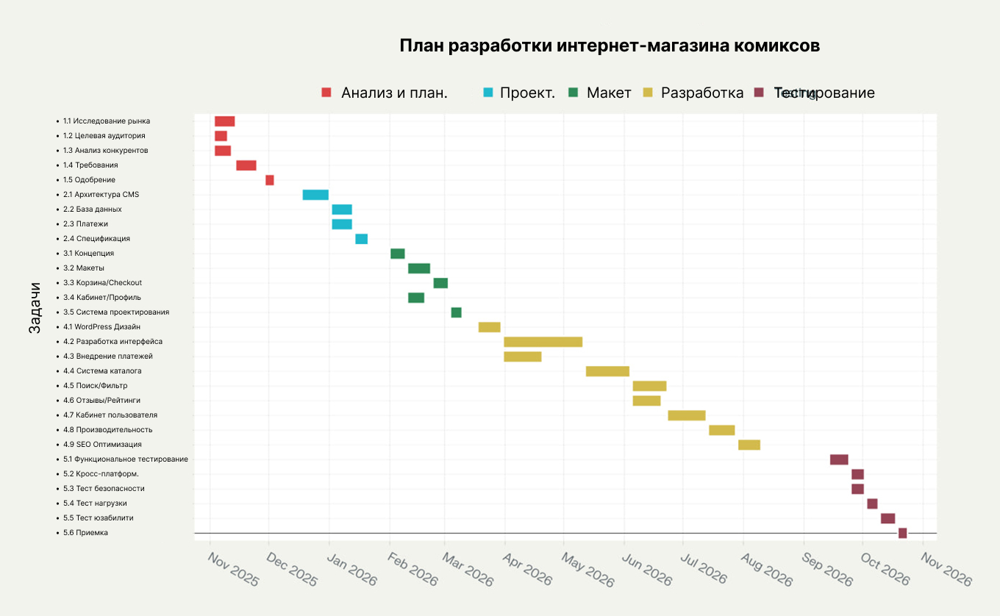 План разработки интернет-магазина комиксов
Анализ и план. Проект. Макет Разработка Тестирование
Задачи
• 1.1 Исследование рынка
• 1.2 Целевая аудитория
• 1.3 Анализ конкурентов
• 1.4 Требования
• 1.5 Одобрение
• 2.1 Архитектура CMS
• 2.2 База данных
• 2.3 Платежи
• 2.4 Спецификация
• 3.1 Концепция
• 3.2 Макеты
• 3.3 Корзина/Checkout
• 3.4 Кабинет/Профиль
• 3.5 Система проектирования
• 4.1 WordPress Дизайн
• 4.2 Разработка интерфейса
• 4.3 Внедрение платежей
• 4.4 Система каталога
• 4.5 Поиск/Фильтр
• 4.6 Отзывы/Рейтинги
• 4.7 Кабинет пользователя
• 4.8 Производительность
• 4.9 SEO Оптимизация
• 5.1 Функциональное тестирование
• 5.2 Кросс-платформ.
• 5.3 Тест безопасности
• 5.4 Тест нагрузки
• 5.5 Тест юзабилити
• 5.6 Приемка
Nov 2025 Dec 2025 Jan 2026 Feb 2026 Mar 2026 Apr 2026 May 2026 Jun 2026 Jul 2026 Aug 2026 Sep 2026 Oct 2026 Nov 2026